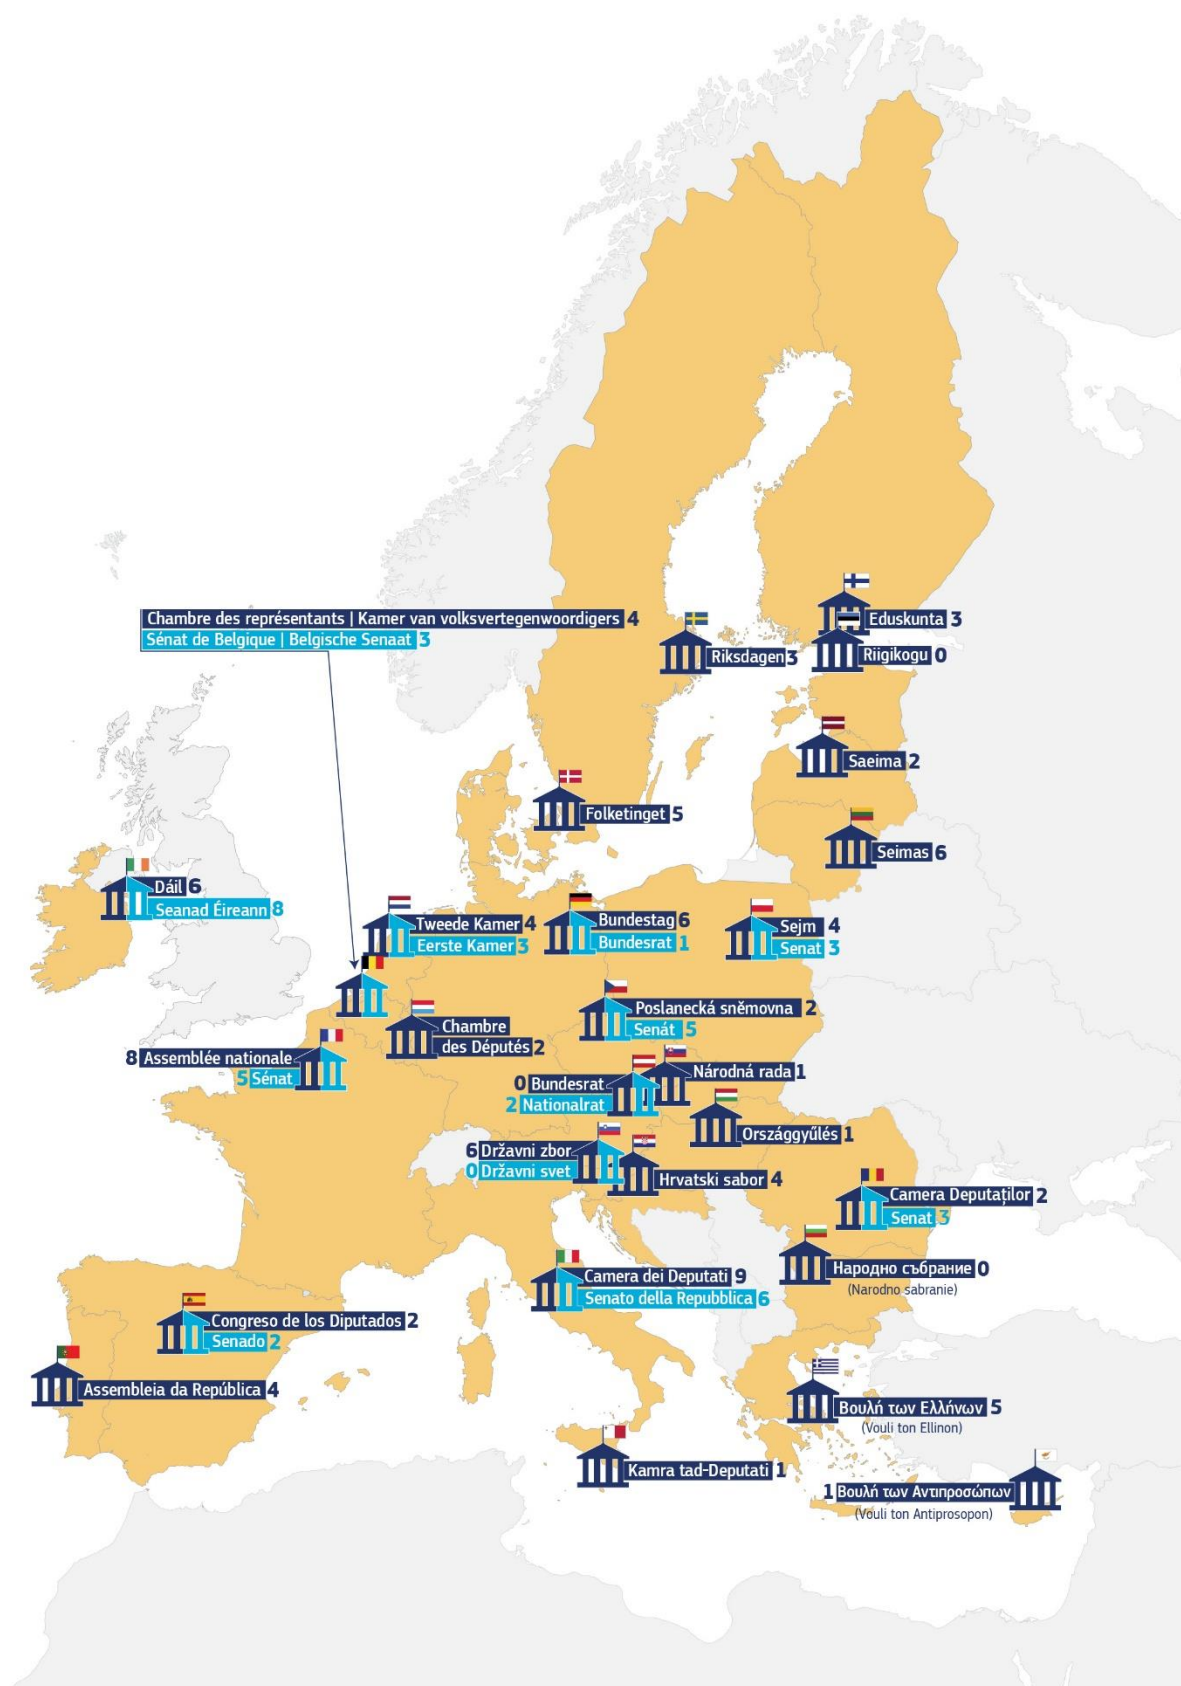 Chambre des représentants | Kamer van volksvertegenwoordigers 4
Sénat de Belgique | Belgische Senaat 3
Eduskunta 3
Riksdagen 3
Riigikogu 0
Saeima 2
Folketinget 5
Seimas 6
Dáil 6
Seanad Éireann 8
Tweede Kamer 4
Eerste Kamer 3
Bundestag 6
Bundesrat 1
Sejm 4
Senat 3
Poslanecká sněmovna 2
Senát 5
Chambre
des Députés 2
8 Assemblée nationale
5 Sénat
Národná rada 1
0 Bundesrat
2 Nationalrat
Országgyűlés 1
6 Državni zbor
0 Državni svet
Hrvatski sabor 4
Camera Deputaților 2
Senat 3
Народно събрание 0
(Narodno sabranie)
Camera dei Deputati 9
Senato della Repubblica 6
Congreso de los Diputados 2
Senado 2
Assembleia da República 4
Βουλή των Ελλήνων 5
(Vouli ton Ellinon)
Kamra tad-Deputati 1
1 Βουλή των Αντιπροσώπων
(Vouli ton Antiprosopon)